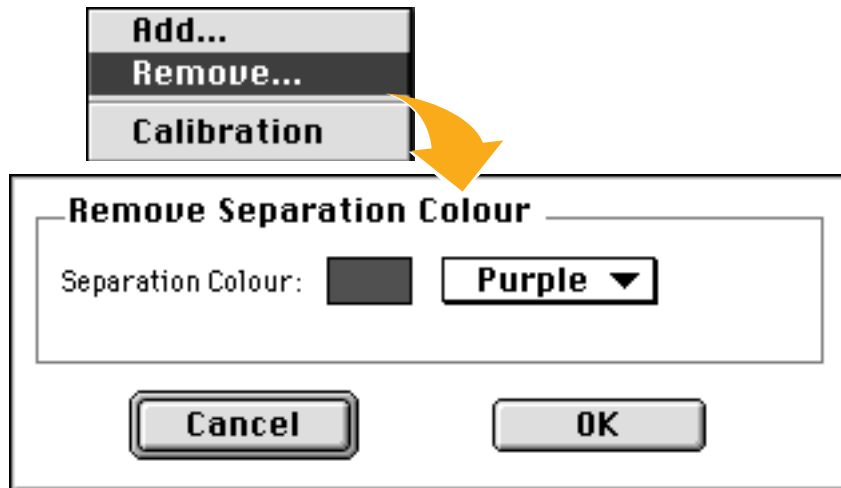 Add...
Remove...
Calibration
Remove Separation Colour
Separation Colour: Purple
Cancel OK